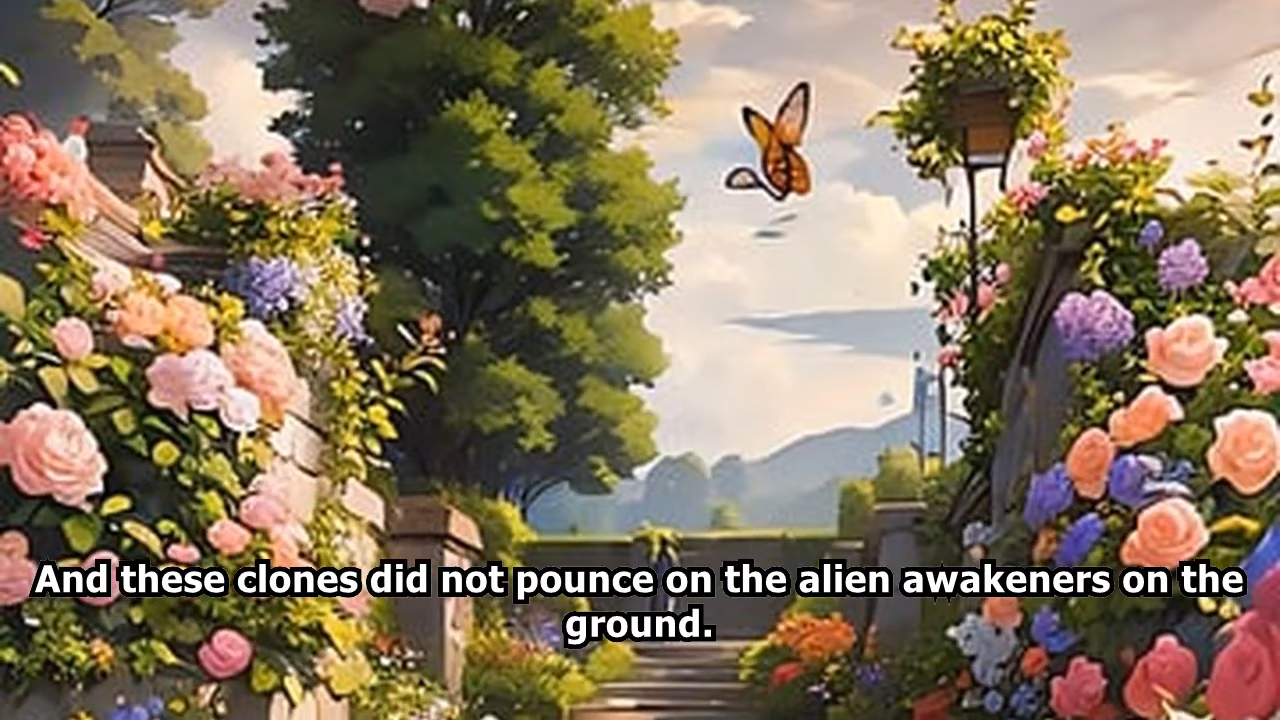 And these clones did not pounce on the alien awakeners on the
ground.